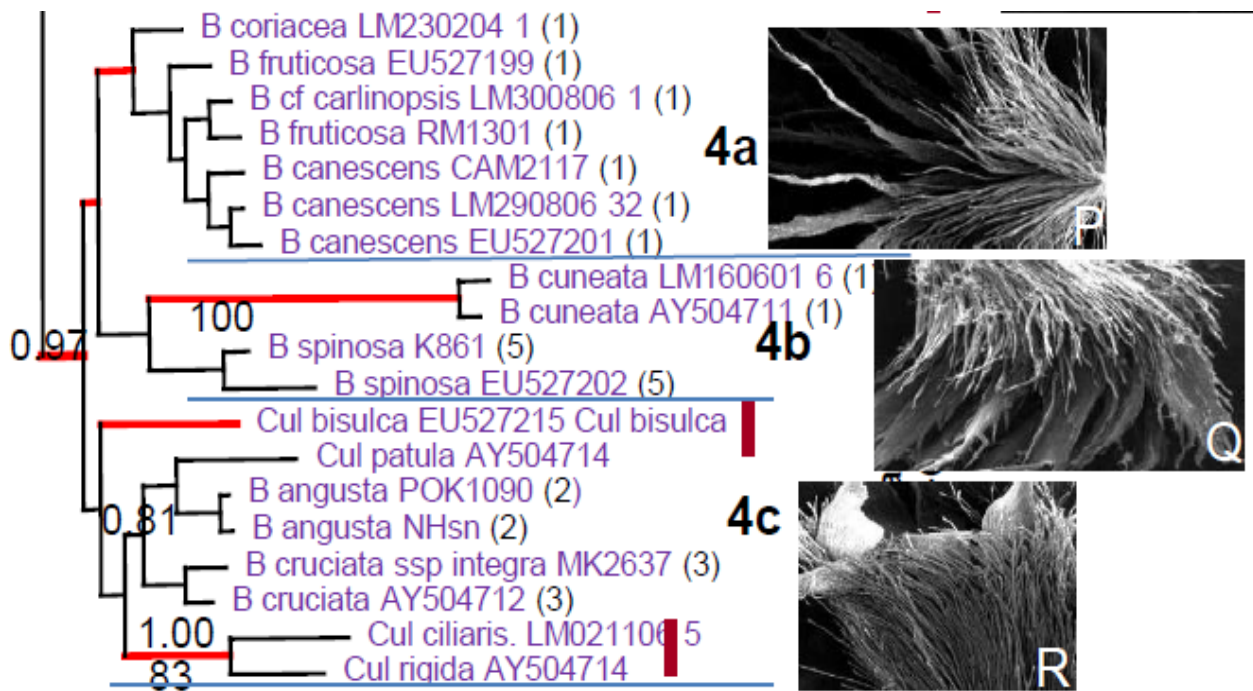 B coriacea LM230204 1 (1)
B fruticosa EU527199 (1)
B cf carlinopsis LM300806 1 (1)
B fruticosa RM1301 (1)
4a
B canescens CAM2117 (1)
B canescens LM290806 32 (1)
P
B canescens EU527201 (1)
B cuneata LM160601 6 (1)
100
B cuneata AY504711 (1)
0.97
4b
B spinosa K861 (5)
B spinosa EU527202 (5)
Cul bisulca EU527215 Cul bisulca
Q
Cul patula AY504714
B angusta POK1090 (2)
0.81
4c
B angusta NHsn (2)
B cruciata ssp integra MK2637 (3)
B cruciata AY504712 (3)
1.00
Cul ciliaris. LM021106 5
83
Cul rigida AY504714
R